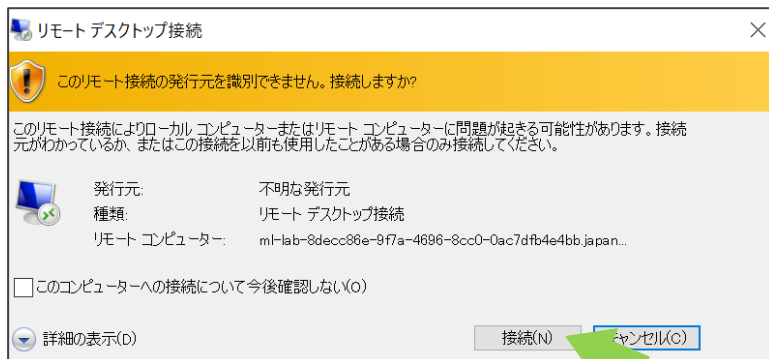 リモート デスクトップ接続
このリモート接続の発行元を識別できません。接続しますか?
このリモート接続によりローカル コンピューターまたはリモート コンピューターに問題が起きる可能性があります。接続
元がわかっているか、またはこの接続を以前も使用したことがある場合のみ接続してください。
発行元: 不明な発行元
種類: リモート デスクトップ接続
リモート コンピューター: ml-lab-8decc86e-9f7a-4696-8cc0-0ac7dfb4e4bb.japan...
このコンピューターへの接続について今後確認しない(O)
詳細の表示(D) 接続(N) ャンセル(C)